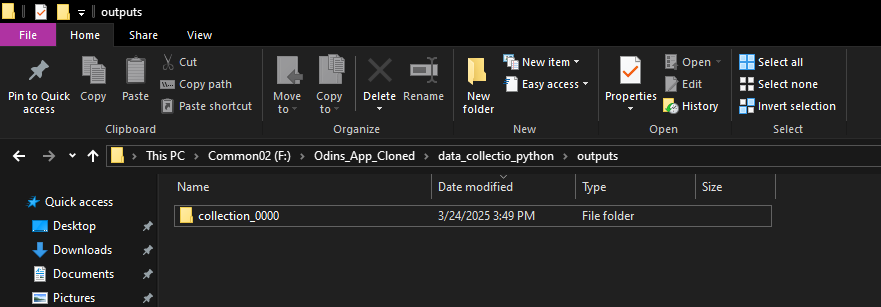 outputs
File Home Share View
Pin to Quick access
Copy
Paste
Cut
Copy path
Paste shortcut
Clipboard
Move to
Copy to
Delete
Rename
Organize
New folder
New item
Easy access
New
Properties
Open
Edit
History
Open
Select all
Select none
Invert selection
Select
This PC > Common02 (F:) > Odins_App_Cloned > data_collectio_python > outputs
Name Date modified Type Size
Quick access
Desktop
Downloads
Documents
Pictures
collection_0000 3/24/2025 3:49 PM File folder